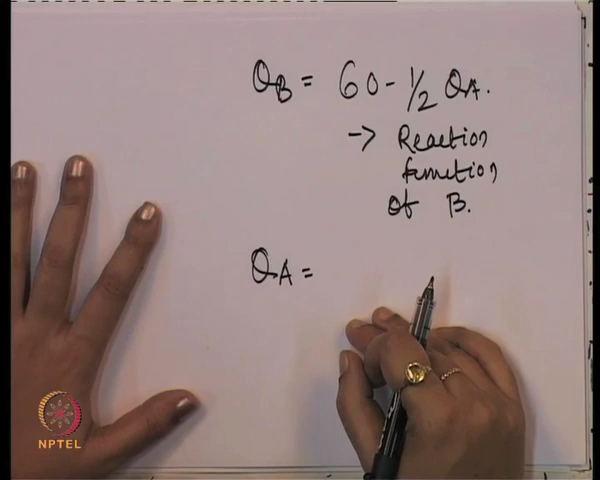 QB = 60 - 1/2 QA.
-> Reaction
function
of B.
QA =
NPTEL